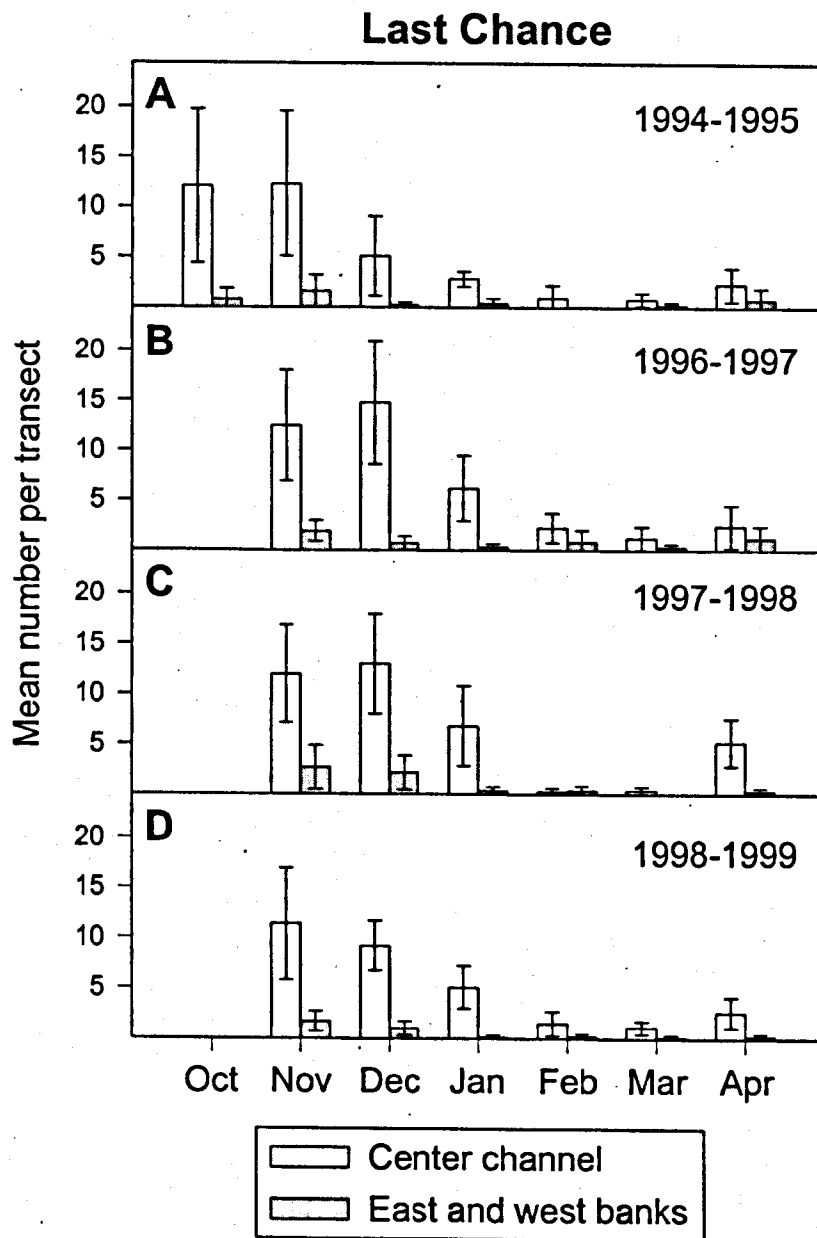 Last Chance
Mean number per transect
A
1994-1995
20
15
10
5
B
1996-1997
20
15
10
5
C
1997-1998
20
15
10
5
D
1998-1999
20
15
10
5
Oct Nov Dec Jan Feb Mar Apr
Center channel
East and west banks